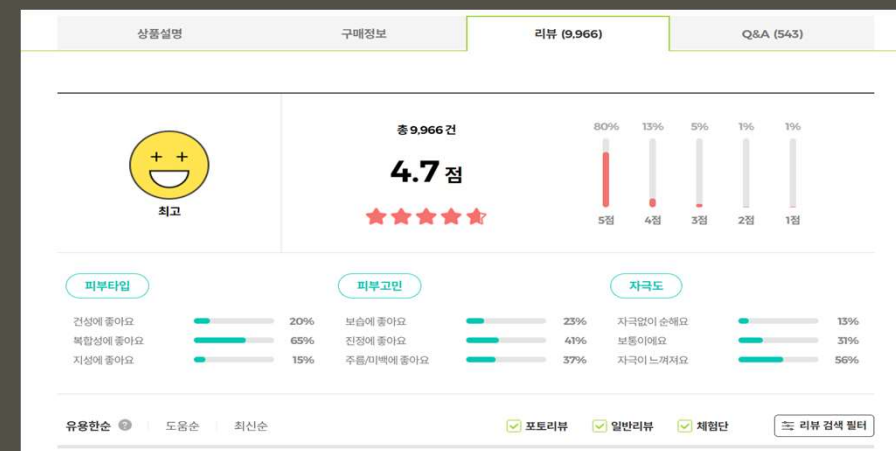 상품설명 구매정보 리뷰 (9,966) Q&A (543)
총 9,966 건
4.7 점
최고
80% 13% 5% 1% 1%
5점 4점 3점 2점 1점
피부타입
건성에 좋아요 20%
복합성에 좋아요 65%
지성에 좋아요 15%
피부고민
보습에 좋아요 23%
진정에 좋아요 41%
주름/미백에 좋아요 37%
자극도
자극없이 순해요 13%
보통이에요 31%
자극이 느껴져요 56%
유용한순 ? 도움순 최신순 포토리뷰 일반리뷰 체험단 리뷰 검색 필터